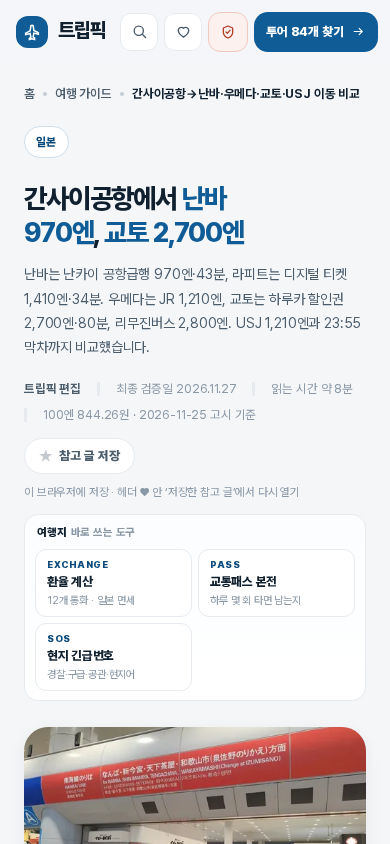 트립픽
투어 84개 찾기 →
홈 • 여행 가이드 • 간사이공항→난바·우메다·교토·USJ 이동 비교
일본
간사이공항에서 난바
970엔, 교토 2,700엔
난바는 난카이 공항급행 970엔·43분, 라피트는 디지털 티켓
1,410엔·34분. 우메다는 JR 1,210엔, 교토는 하루카 할인권
2,700엔·80분, 리무진버스 2,800엔. USJ 1,210엔과 23:55
막차까지 비교했습니다.
트립픽 편집 | 최종 검증일 2026.11.27 | 읽는 시간 약 8분
| 100엔 844.26원 · 2026-11-25 고시 기준
★ 참고 글 저장
이 브라우저에 저장 · 헤더 ♥ 안 '저장한 참고 글'에서 다시 열기
여행지 바로 쓰는 도구
EXCHANGE
환율 계산
12개 통화 · 일본 면세
PASS
교통패스 본전
하루 몇 회 타면 남는지
SOS
현지 긴급번호
경찰·구급·공관·현지어
南海線のりば なんば・新今宮・天下茶屋・和歌山市(泉佐野のりかえ)方面